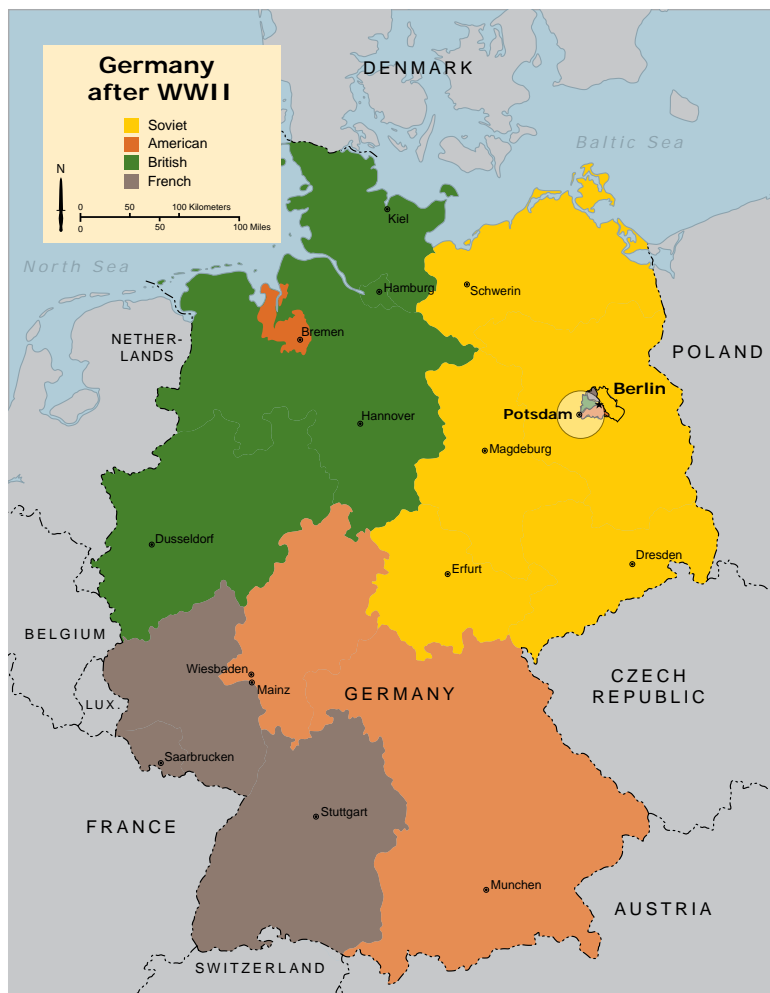 Germany
after WWII
Soviet
American
British
French
N
0 50 100 Kilometers
0 50 100 Miles
DENMARK
Baltic Sea
North Sea
Kiel
Hamburg
Schwerin
Bremen
NETHER-
LANDS
POLAND
Berlin
Potsdam
Hannover
Magdeburg
Dusseldorf
Erfurt
Dresden
BELGIUM
Wiesbaden
Mainz
GERMANY
CZECH
REPUBLIC
LUX.
Saarbrucken
Stuttgart
FRANCE
Munchen
AUSTRIA
SWITZERLAND